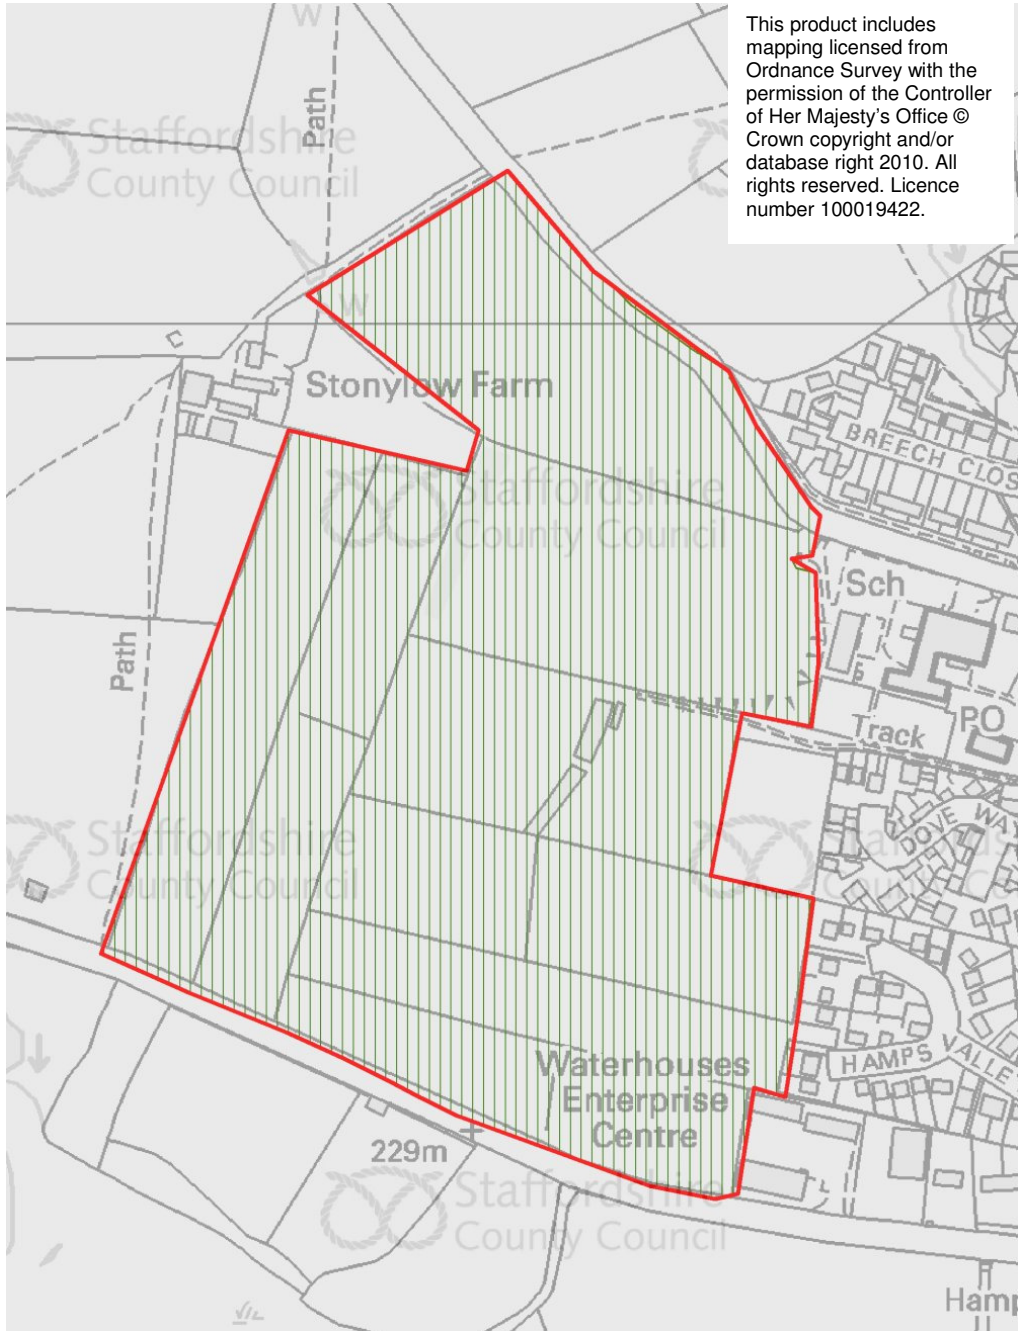 This product includes
mapping licensed from
Ordnance Survey with the
permission of the Controller
of Her Majesty's Office ©
Crown copyright and/or
database right 2010. All
rights reserved. Licence
number 100019422.
W
Path
Staffordshire
County Council
W
Stonylow Farm
BREECH CLOS
Staffordshire
County Council
Sch
Path
PO
Track
DOVE WAY
Staffordshire
County Council
Staffords
County Council
HAMPS VALLE
Waterhouses
Enterprise
Centre
229m
Staffordshire
County Council
Hamp